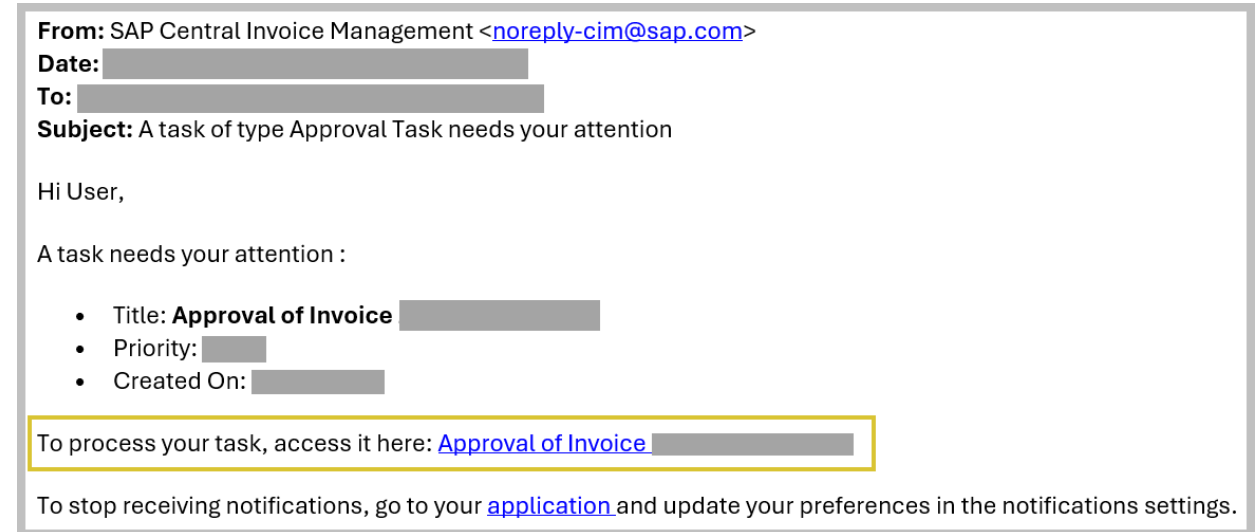 From: SAP Central Invoice Management <noreply-cim@sap.com>
Date:
To:
Subject: A task of type Approval Task needs your attention
Hi User,
A task needs your attention :
• Title: Approval of Invoice
• Priority:
• Created On:
To process your task, access it here: Approval of Invoice
To stop receiving notifications, go to your application and update your preferences in the notifications settings.